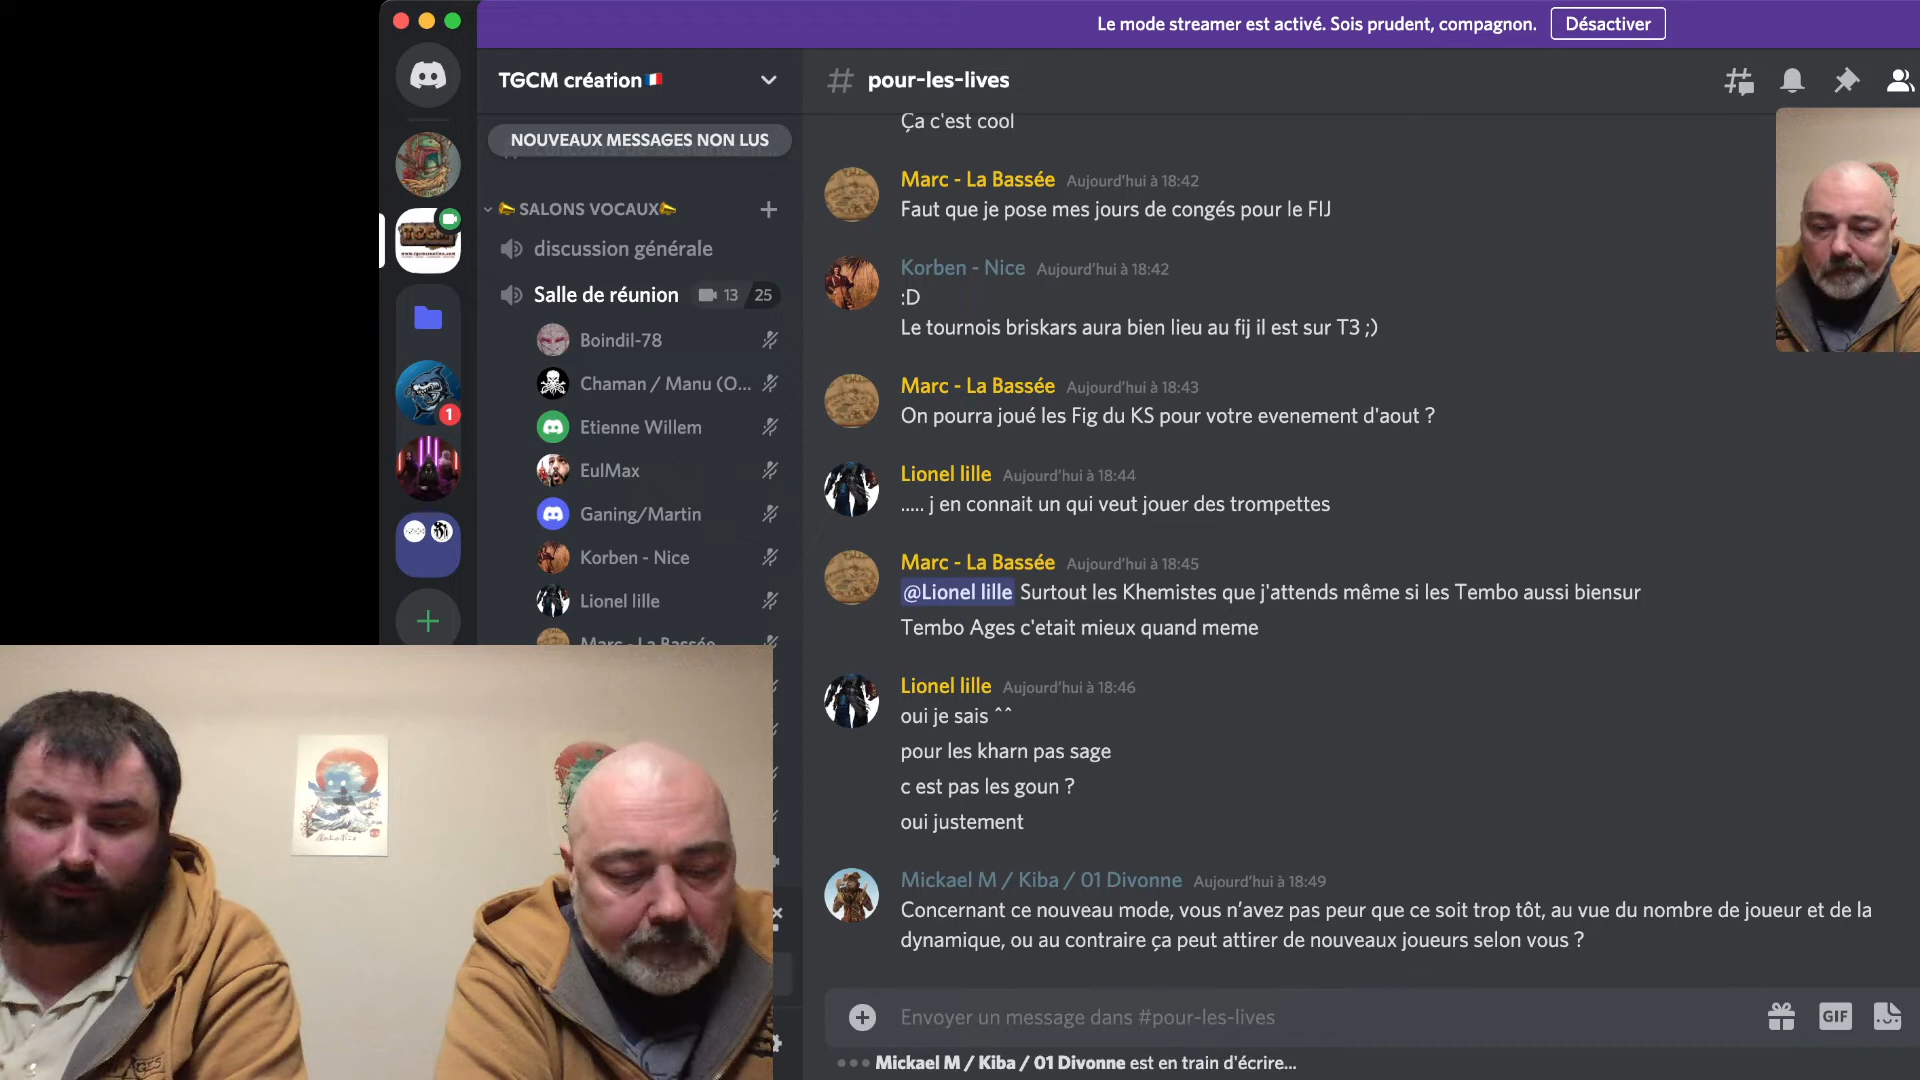 Le mode streamer est activé. Sois prudent, compagnon.
Désactiver
TGCM création
pour-les-lives
NOUVEAUX MESSAGES NON LUS
SALONS VOCAUX
discussion générale
Salle de réunion 13 25
Boindil-78
Chaman / Manu (O...
Etienne Willem
EulMax
Ganing/Martin
Korben - Nice
Lionel lille
Marc - La Bassée
1
Ça c'est cool
Marc - La Bassée Aujourd'hui à 18:42
Faut que je pose mes jours de congés pour le FIJ
Korben - Nice Aujourd'hui à 18:42
:D
Le tournois briskars aura bien lieu au fij il est sur T3 ;)
Marc - La Bassée Aujourd'hui à 18:43
On pourra joué les Fig du KS pour votre evenement d'aout ?
Lionel lille Aujourd'hui à 18:44
..... j en connait un qui veut jouer des trompettes
Marc - La Bassée Aujourd'hui à 18:45
@Lionel lille Surtout les Khemistes que j'attends même si les Tembo aussi biensur
Tembo Ages c'etait mieux quand meme
Lionel lille Aujourd'hui à 18:46
oui je sais ^^
pour les kharn pas sage
c est pas les goun ?
oui justement
Mickael M / Kiba / 01 Divonne Aujourd'hui à 18:49
Concernant ce nouveau mode, vous n'avez pas peur que ce soit trop tôt, au vue du nombre de joueur et de la
dynamique, ou au contraire ça peut attirer de nouveaux joueurs selon vous ?
Envoyer un message dans #pour-les-lives
GIF
Mickael M / Kiba / 01 Divonne est en train d'écrire...